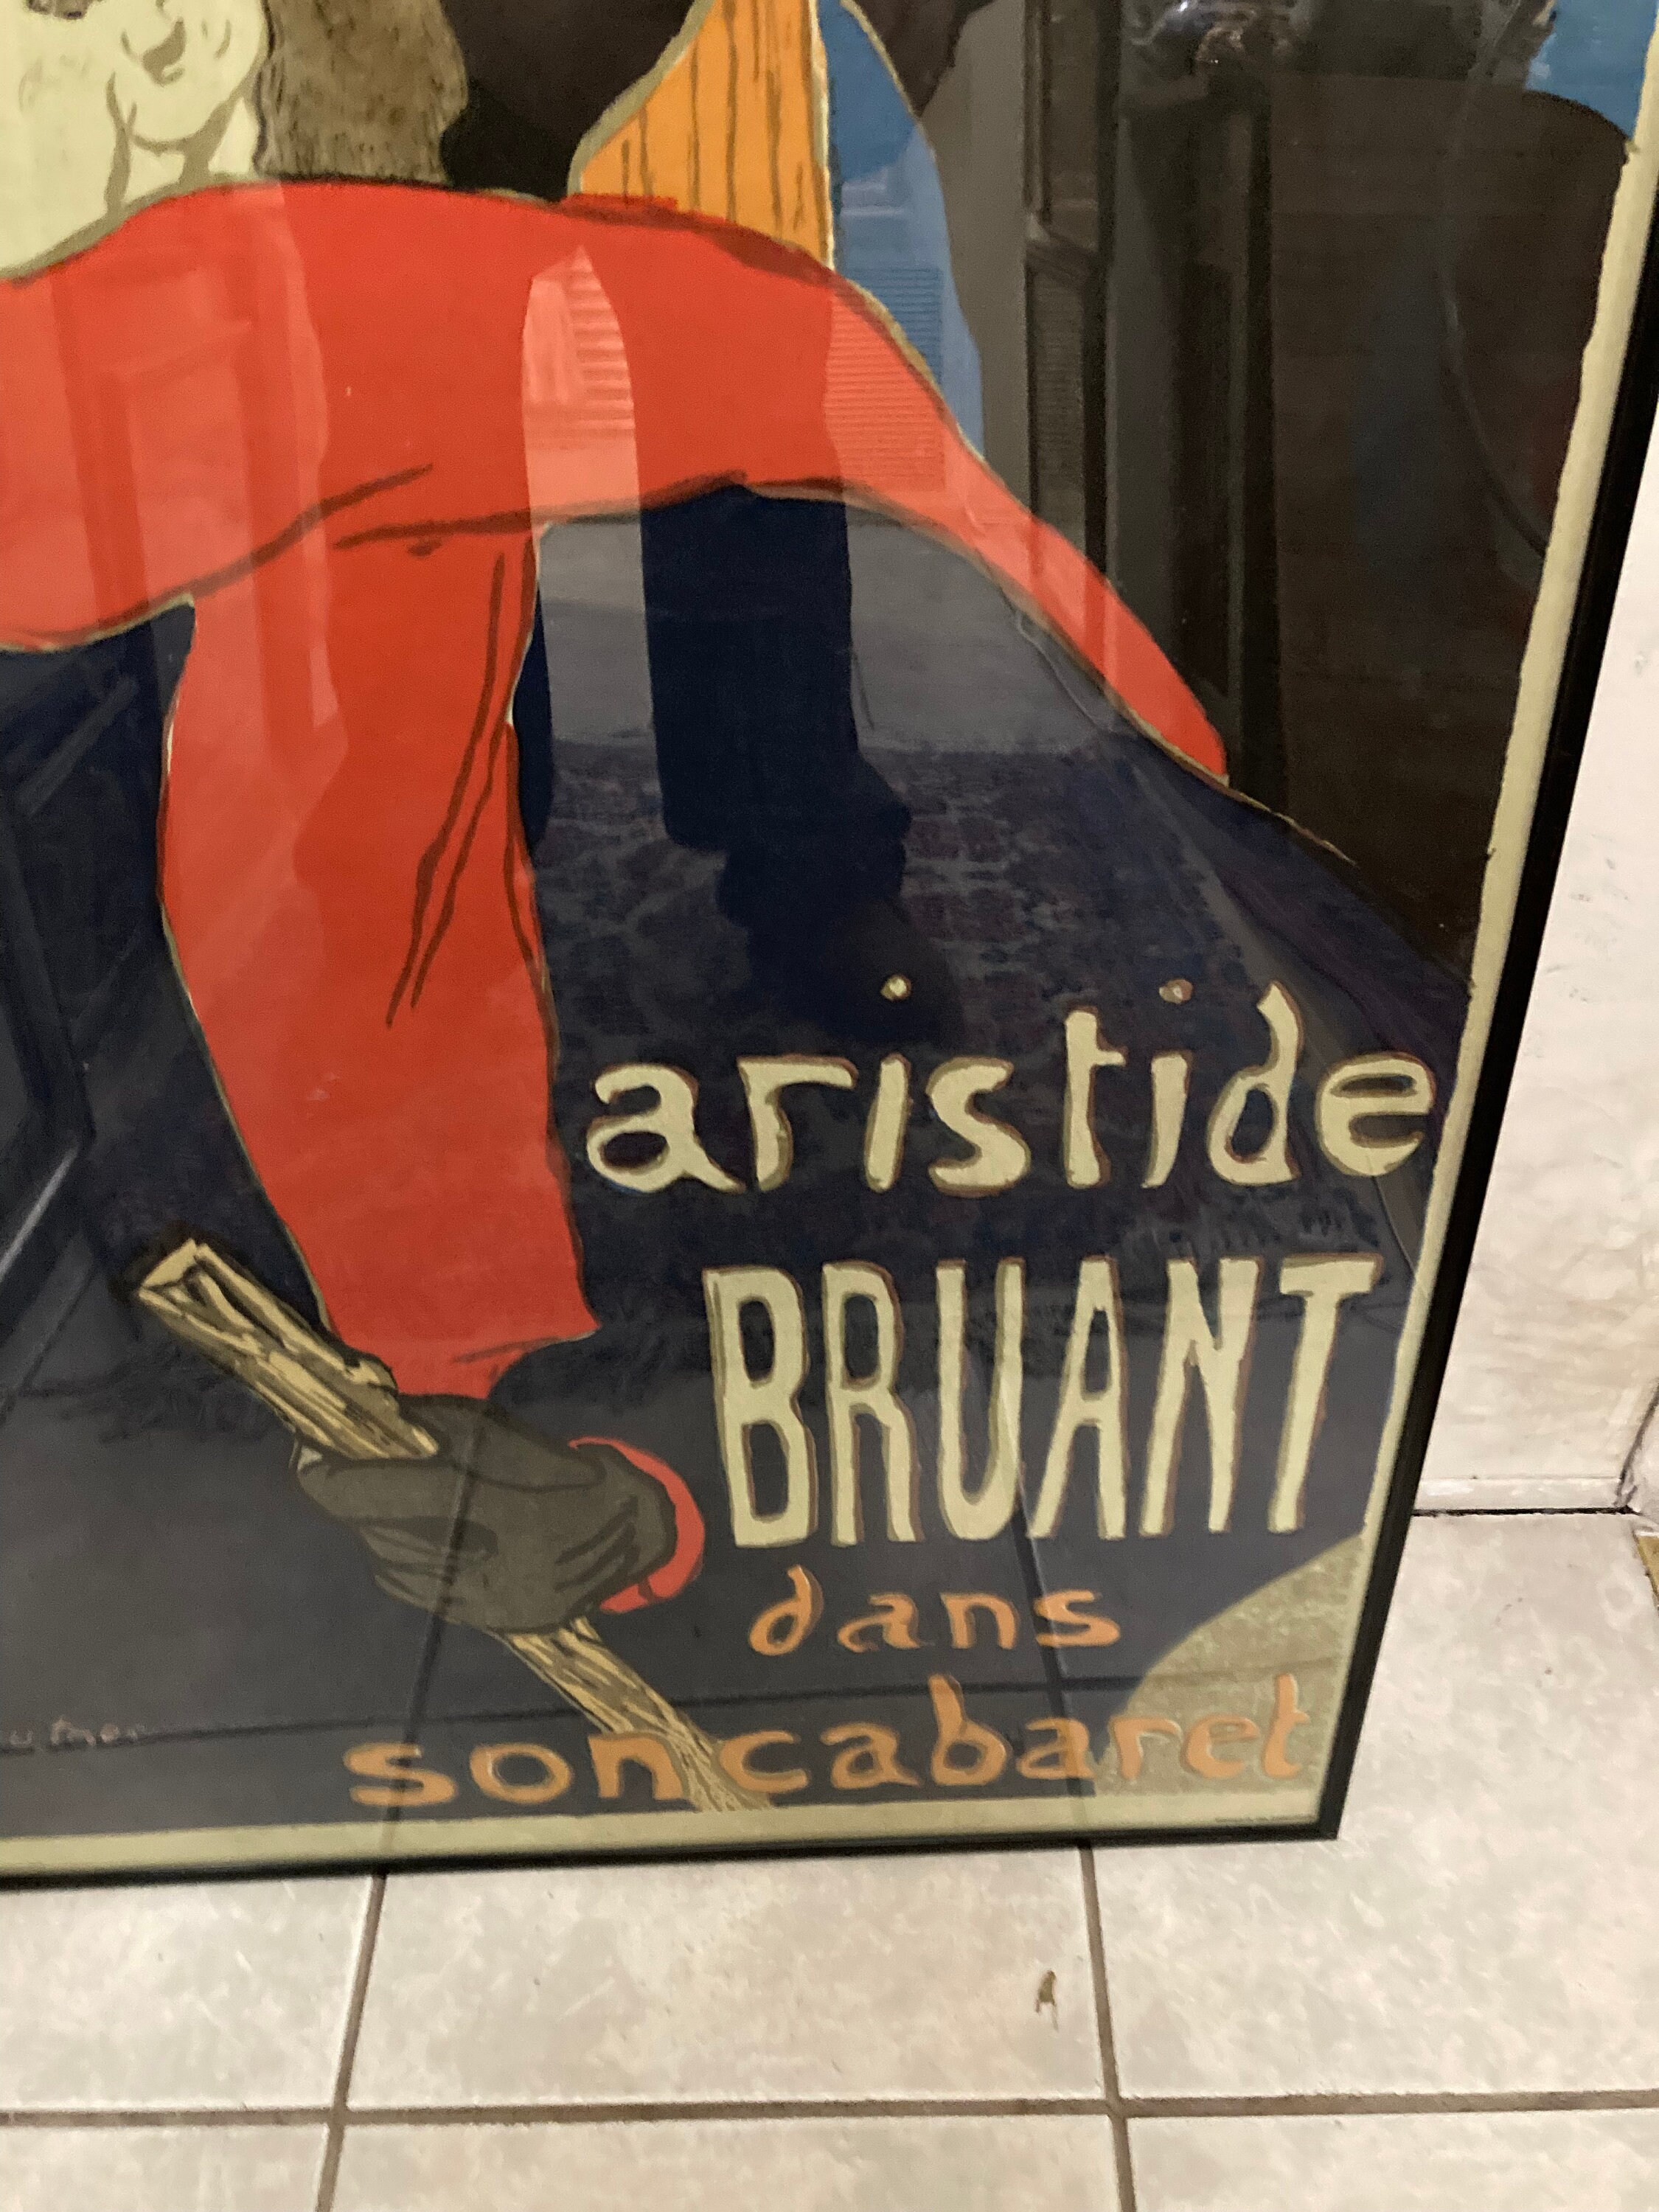 aristide
BRUANT
dans
son cabaret